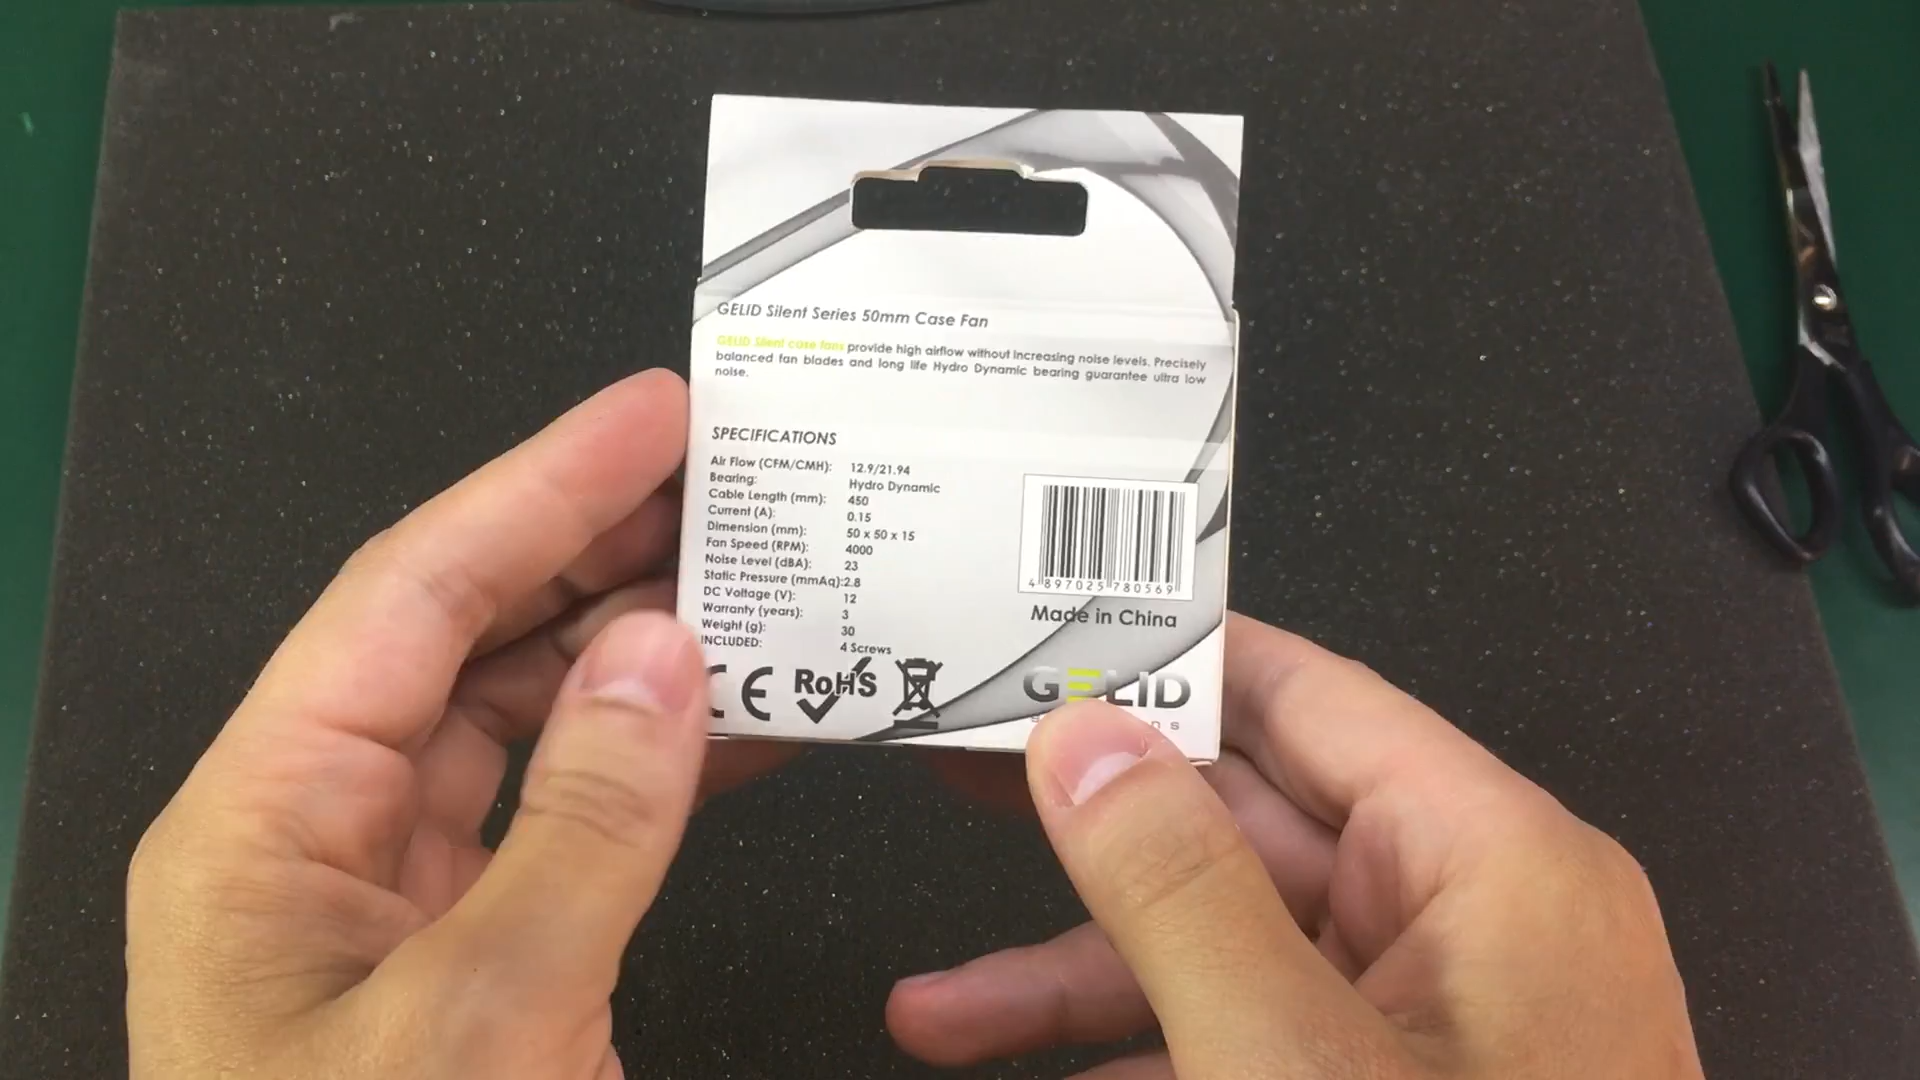 GELID Silent Series 50mm Case Fan
GELID Silent case fans provide high airflow without increasing noise levels. Precisely
balanced fan blades and long life Hydro Dynamic bearing guarantee ultra low
noise.
SPECIFICATIONS
Air Flow (CFM/CMH): 12.9/21.94
Bearing: Hydro Dynamic
Cable Length (mm): 450
Current (A): 0.15
Dimension (mm): 50 x 50 x 15
Fan Speed (RPM): 4000
Noise Level (dBA): 23
Static Pressure (mmAq): 2.8
DC Voltage (V): 12
Warranty (years): 3
Weight (g): 30
INCLUDED: 4 Screws
4 897025 780569
Made in China
CE RoHS
GELID